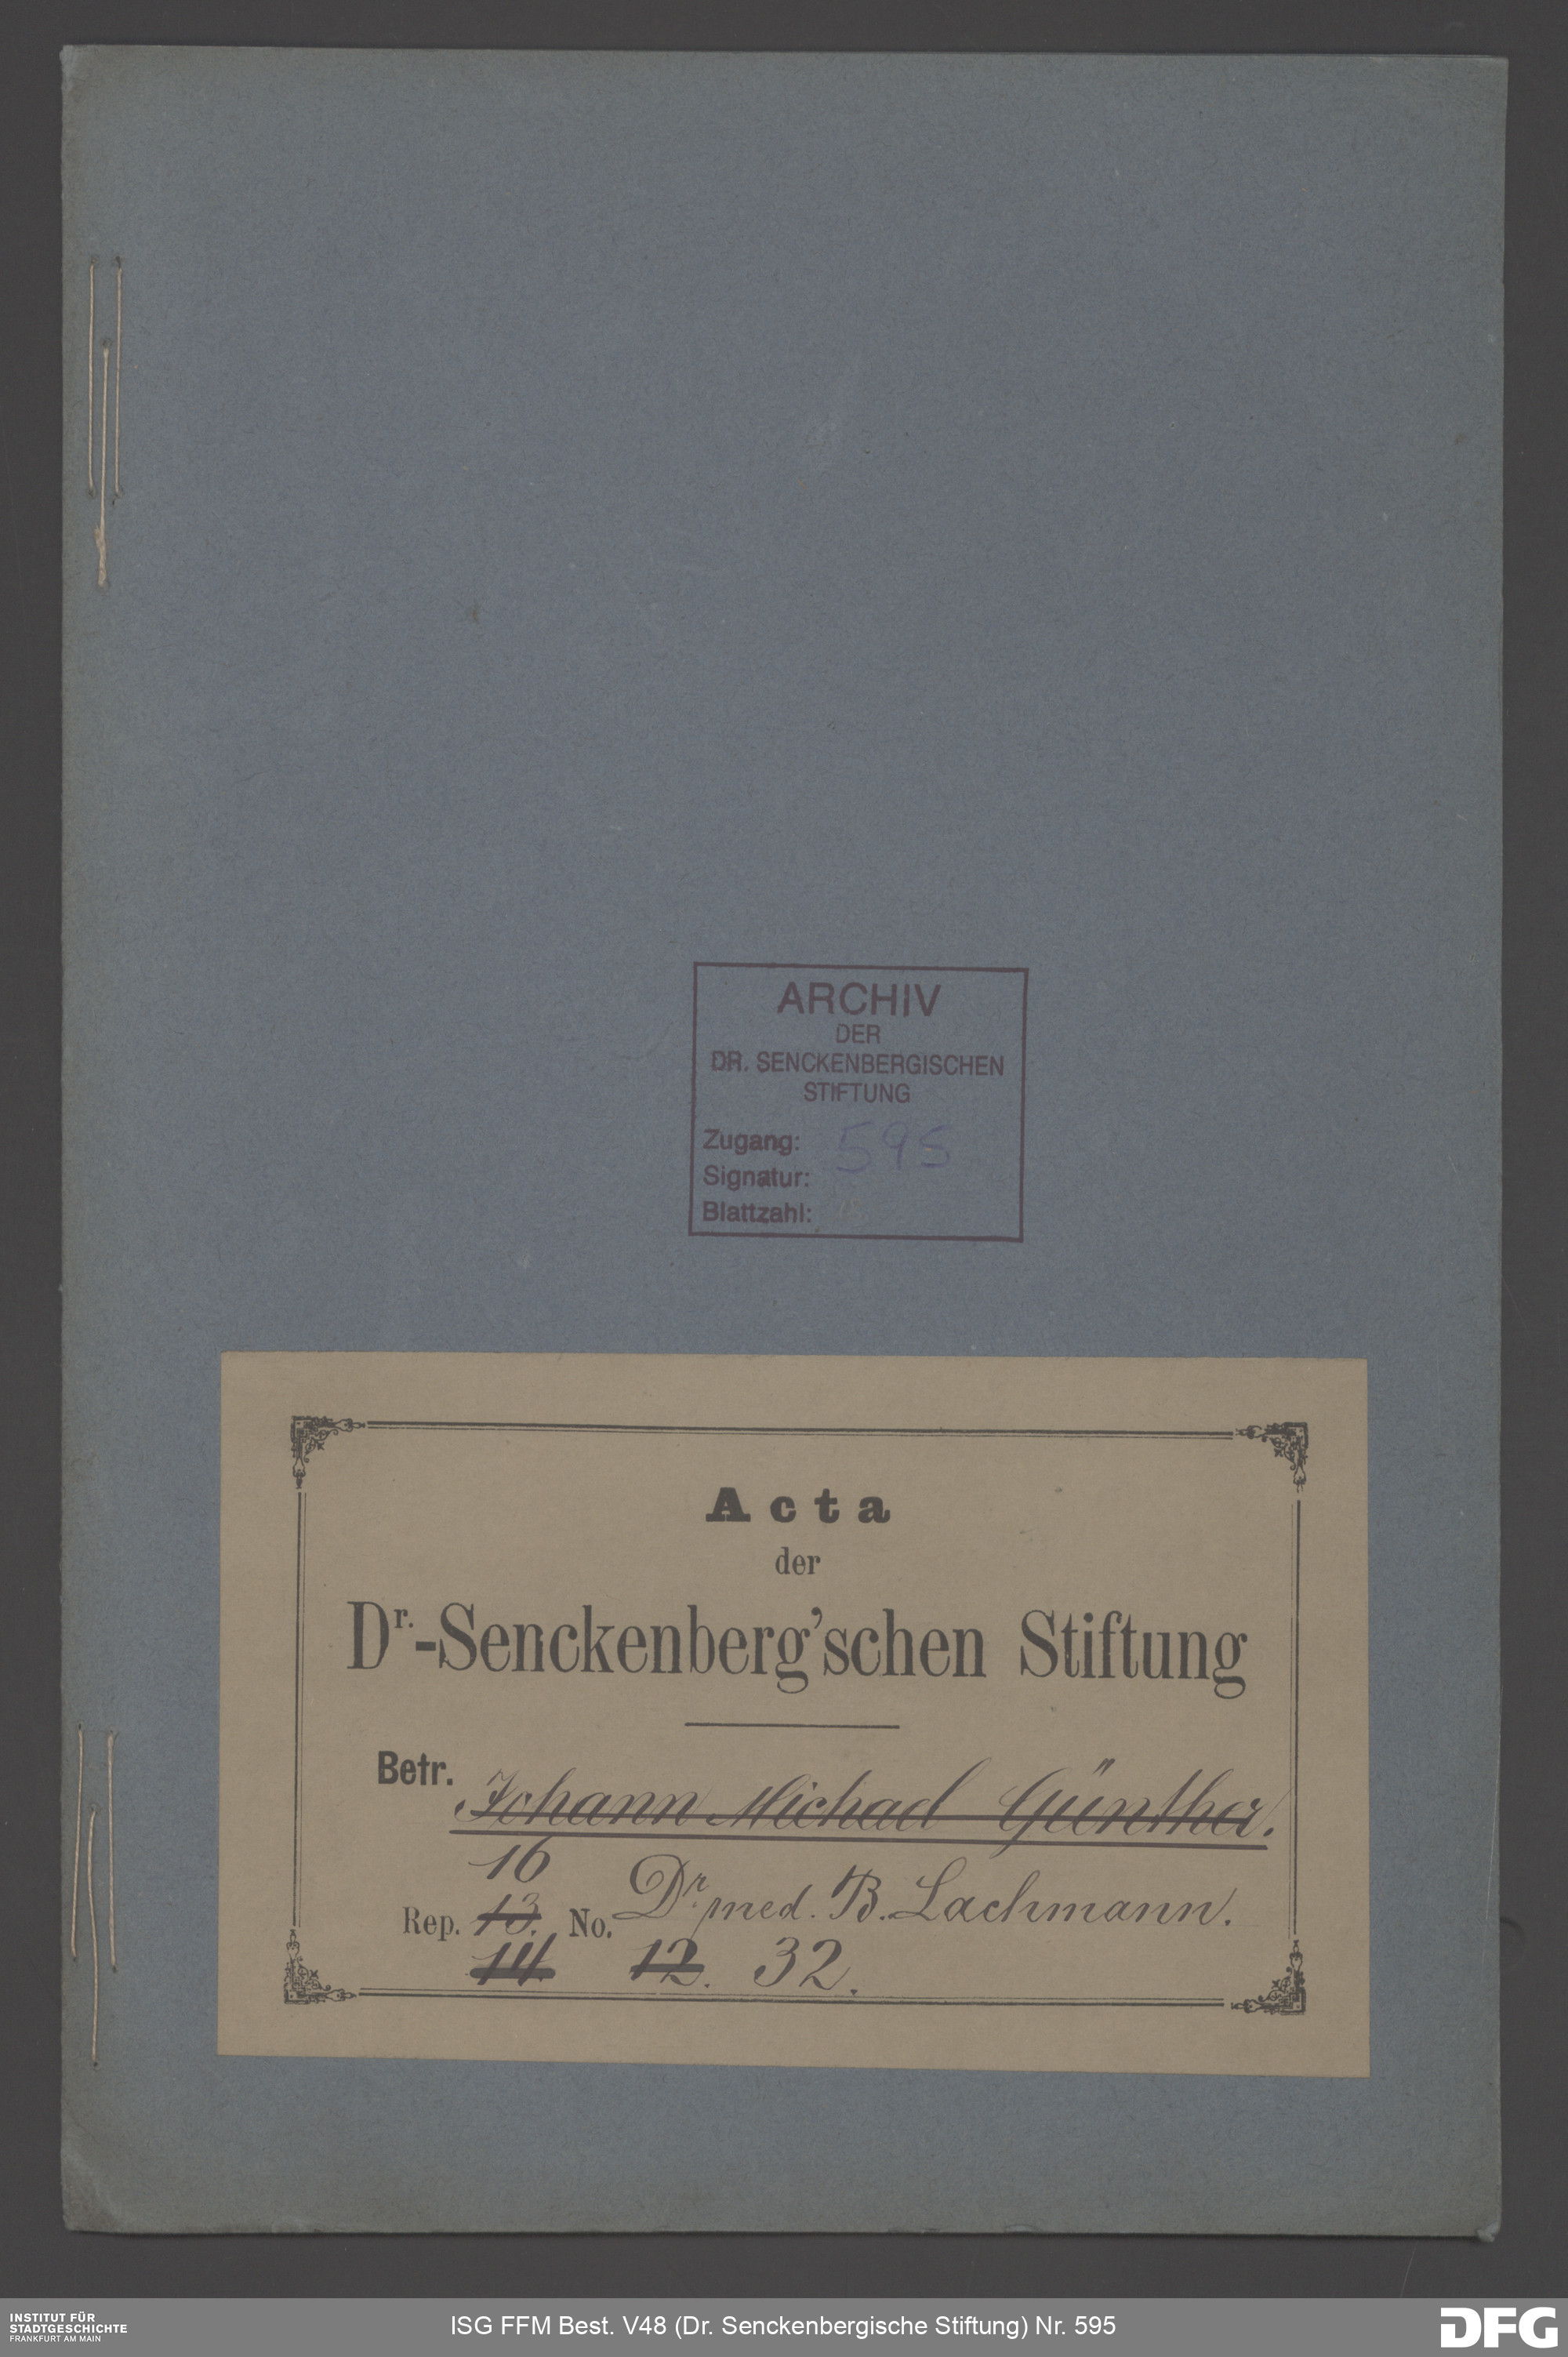 ARCHIV
DER
DR. SENCKENBERGISCHEN
STIFTUNG
Zugang: 595
Signatur:
Blattzahl:
Acta
der
Dr.-Senckenberg'schen Stiftung
Betr. Johann Michael Günther.
16
Rep. 13. No. Dr. med. B. Lachmann.
14. 12. 32.
INSTITUT FÜR
STADTGESCHICHTE
FRANKFURT AM MAIN
ISG FFM Best. V48 (Dr. Senckenbergische Stiftung) Nr. 595
DFG